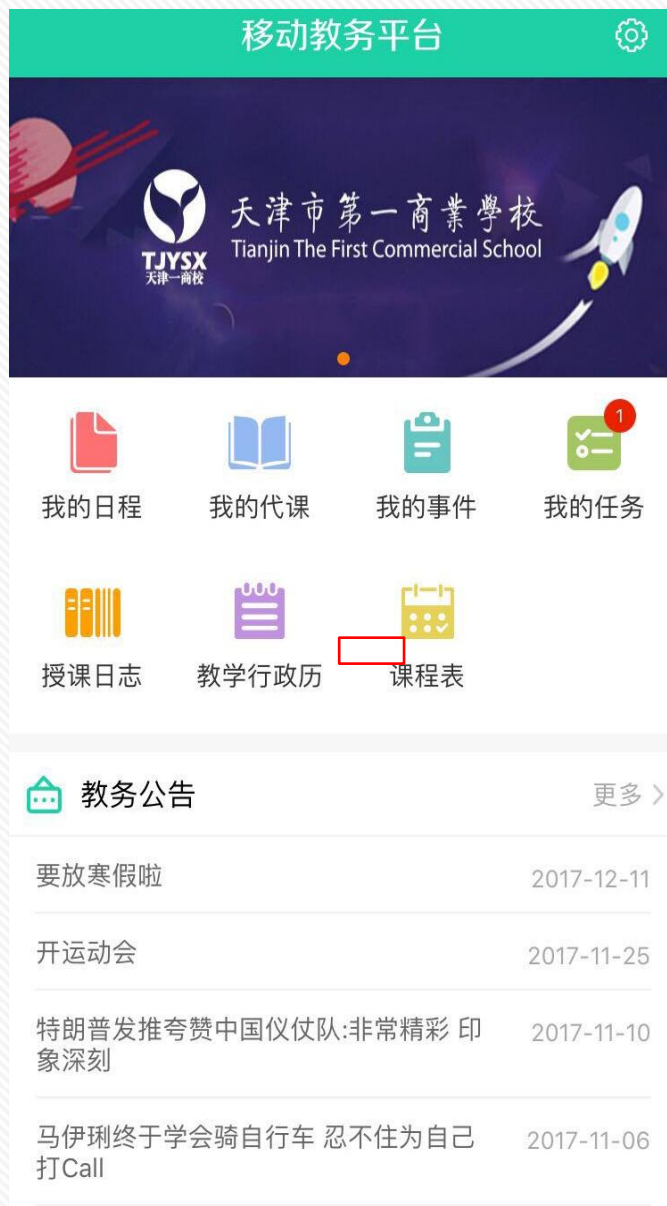 移动教务平台
天津市第一商業學校
Tianjin The First Commercial School
TJYSX
天津一商校
1
我的日程 我的代课 我的事件 我的任务
授课日志 教学行政历 课程表
教务公告 更多
要放寒假啦 2017-12-11
开运动会 2017-11-25
特朗普发推夸赞中国仪仗队:非常精彩 印 2017-11-10
象深刻
马伊琍终于学会骑自行车 忍不住为自己 2017-11-06
打Call